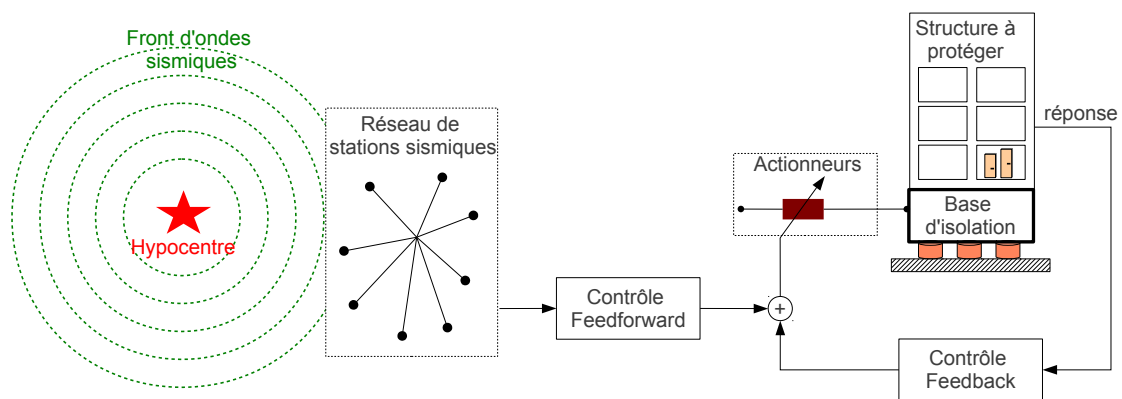 Front d'ondes
sismiques
Hypocentre
Réseau de
stations sismiques
Contrôle
Feedforward
Actionneurs
+
Structure à
protéger
réponse
Base
d'isolation
Contrôle
Feedback